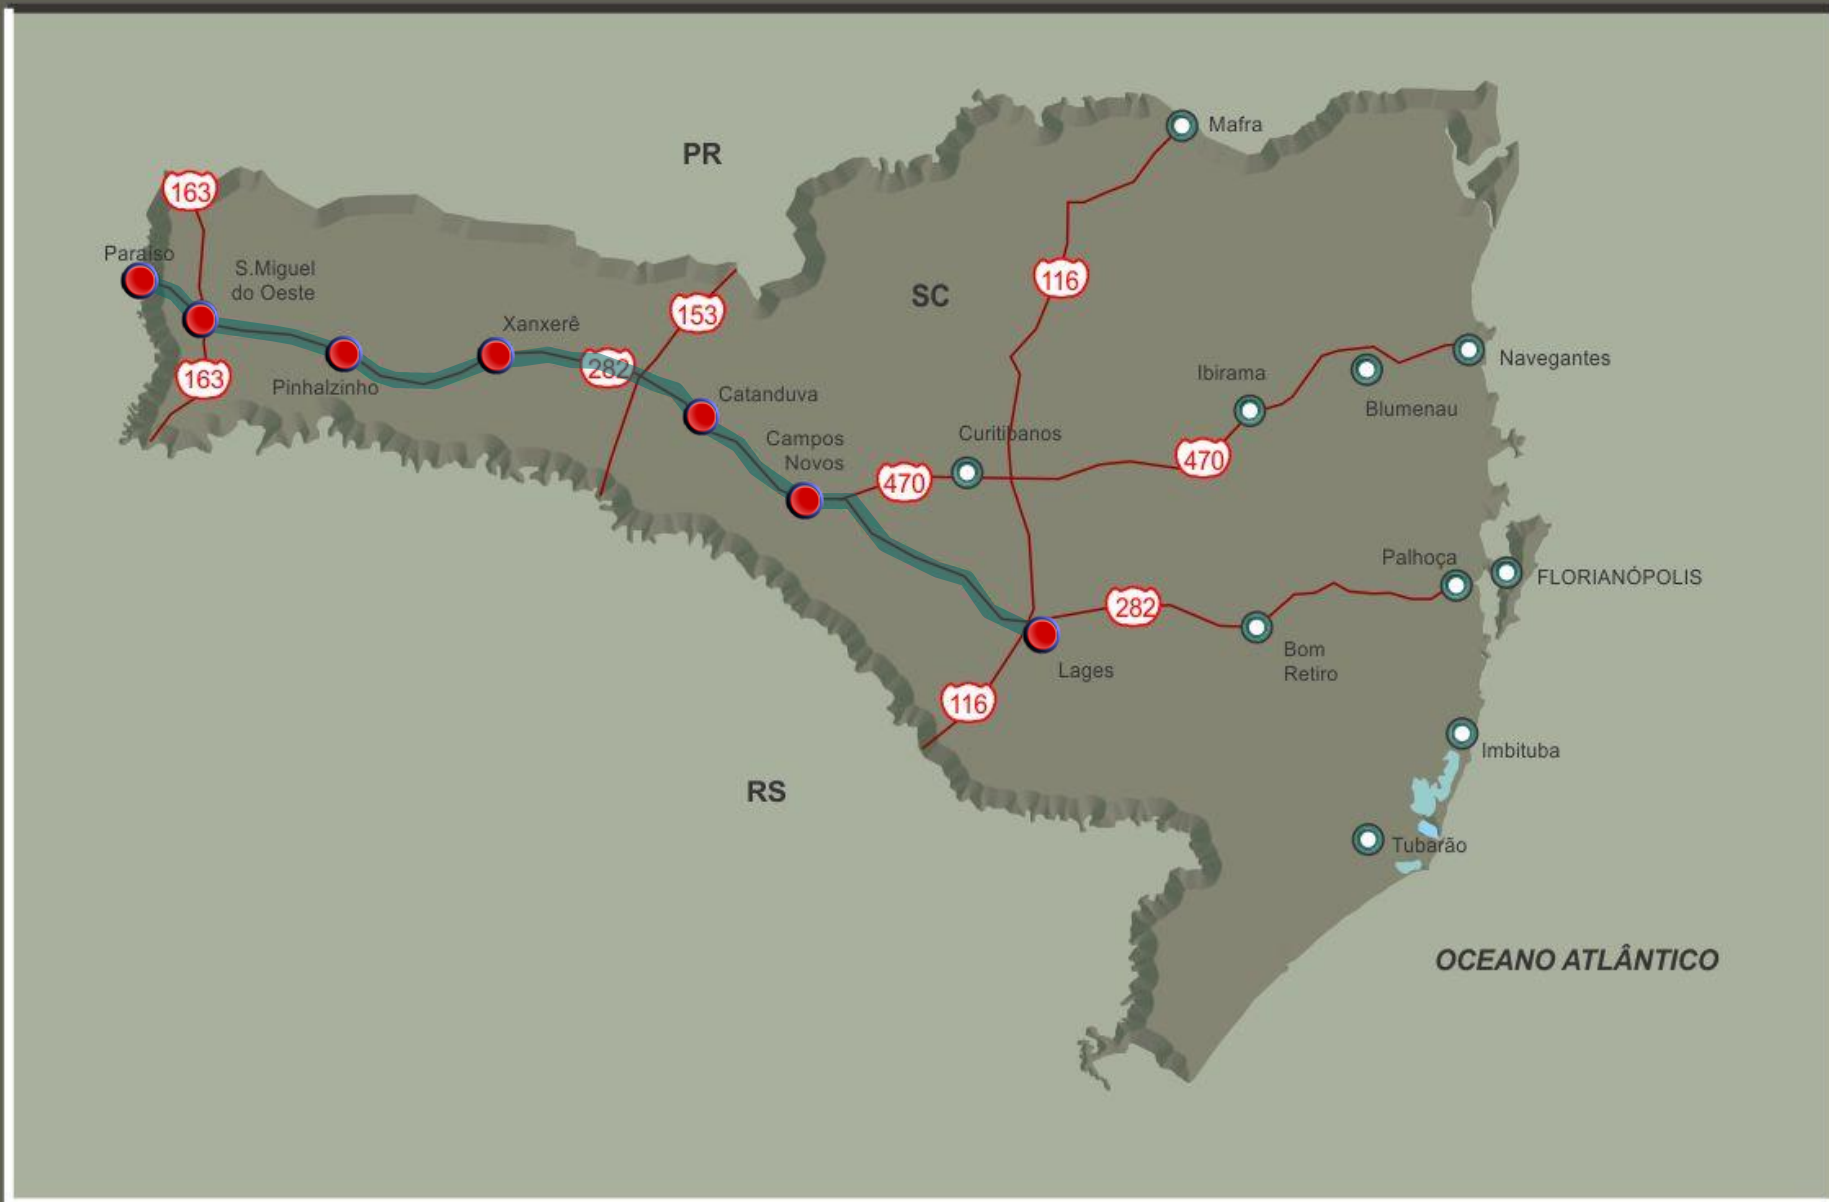 Mafra
PR
163
Paraíso
S.Miguel
do Oeste
116
SC
153
Xanxerê
Navegantes
282
Ibirama
163
Pinhalzinho
Catanduva
Blumenau
Campos
Novos
Curitibanos
470
470
Palhoça
FLORIANÓPOLIS
282
Bom
Retiro
Lages
116
Imbituba
RS
Tubarão
OCEANO ATLÂNTICO